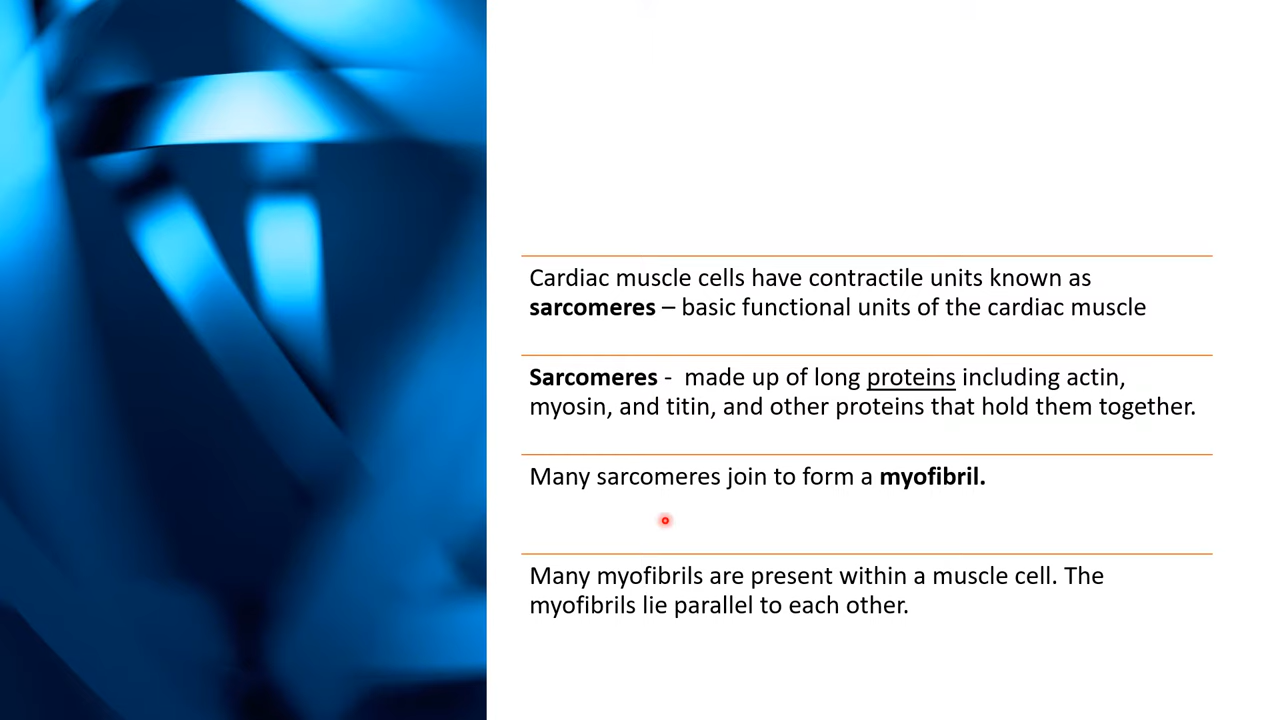 Cardiac muscle cells have contractile units known as
sarcomeres – basic functional units of the cardiac muscle
Sarcomeres -  made up of long proteins including actin,
myosin, and titin, and other proteins that hold them together.
Many sarcomeres join to form a myofibril.
Many myofibrils are present within a muscle cell. The
myofibrils lie parallel to each other.